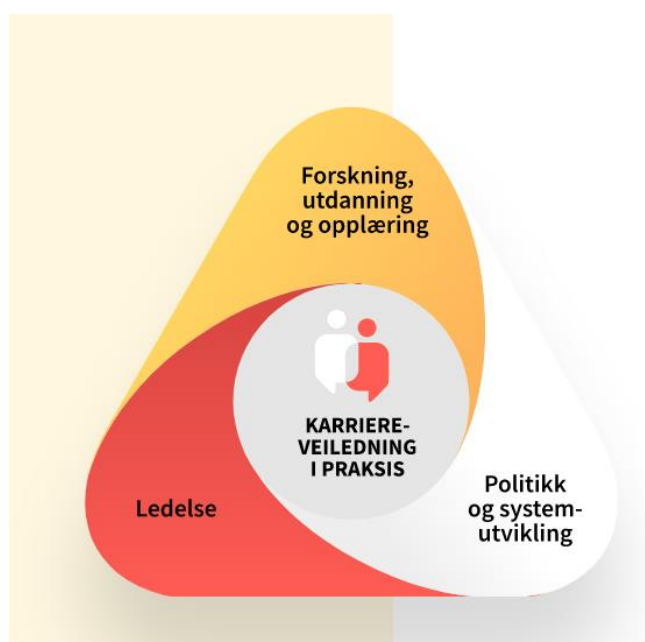 Forskning,
utdanning
og opplæring
KARRIERE-
VEILEDNING
I PRAKSIS
Ledelse
Politikk
og system-
utvikling